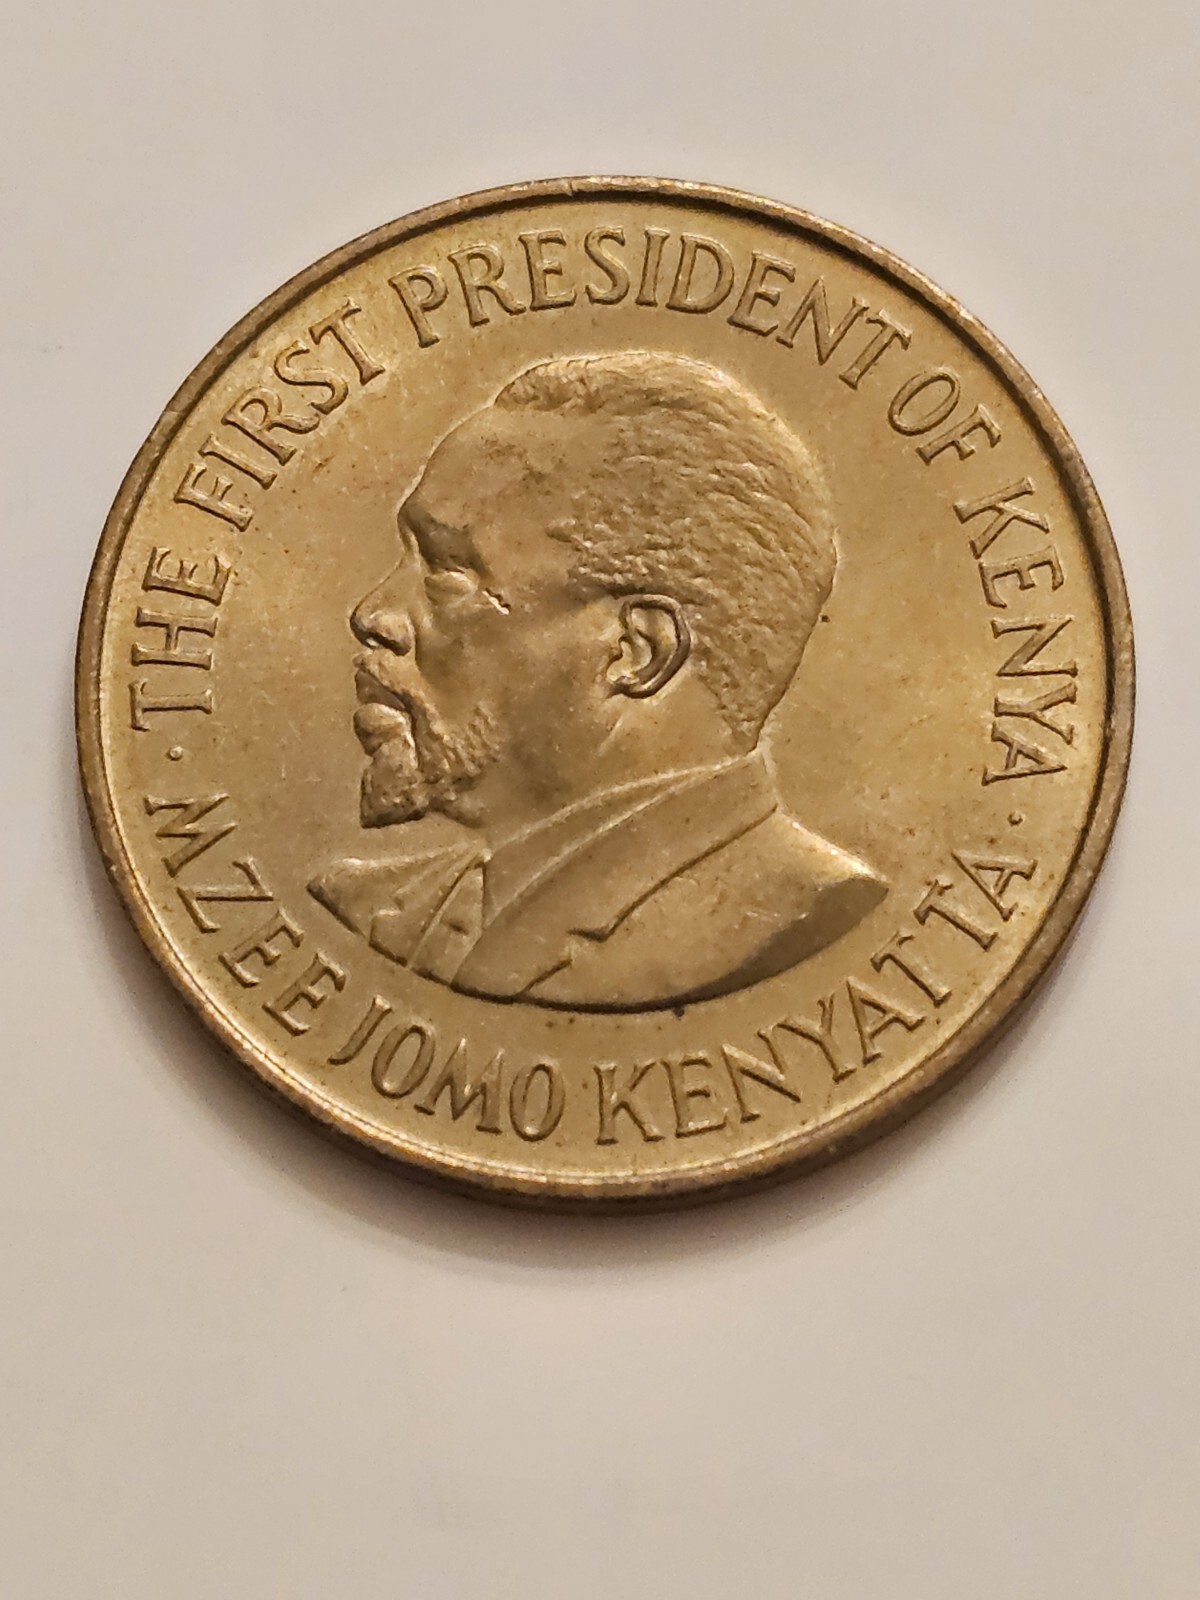 · THE FIRST PRESIDENT OF KENYA ·
MZEE JOMO KENYATTA